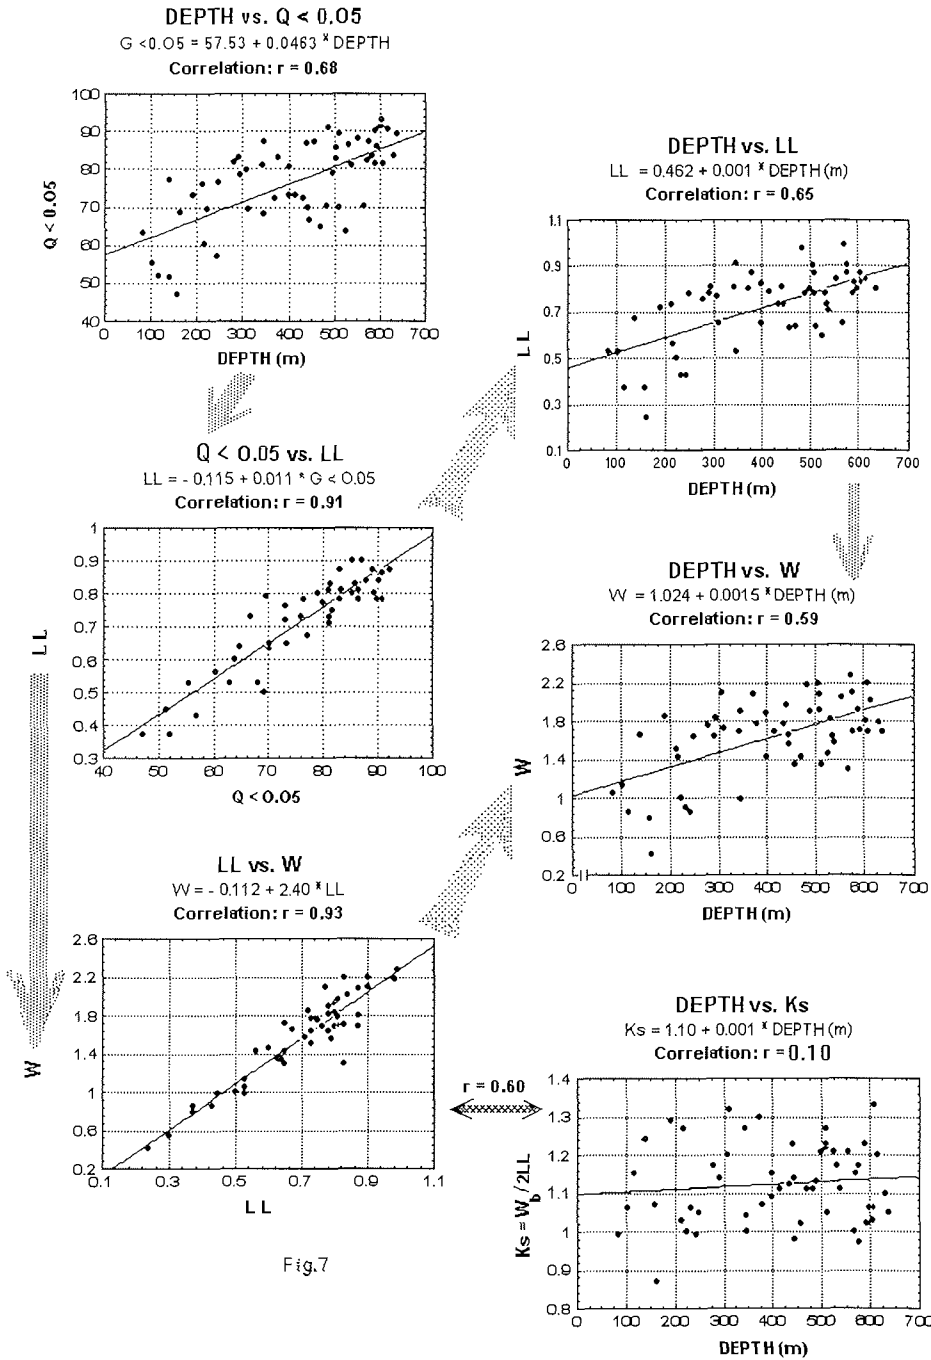 DEPTH vs. Q < 0.05
G <0.05 = 57.53 + 0.0463 * DEPTH
Correlation: r = 0.68
100
90
80
70
60
50
40
Q < 0.05
0 100 200 300 400 500 600 700
DEPTH (m)
DEPTH vs. LL
LL = 0.462 + 0.001 * DEPTH (m)
Correlation: r = 0.65
1.1
0.9
0.7
0.5
0.3
0.1
LL
0 100 200 300 400 500 600 700
DEPTH (m)
Q < 0.05 vs. LL
LL = - 0.115 + 0.011 * G < 0.05
Correlation: r = 0.91
1
0.9
0.8
0.7
0.6
0.5
0.4
0.3
LL
40 50 60 70 80 90 100
Q < 0.05
DEPTH vs. W
W = 1.024 + 0.0015 * DEPTH (m)
Correlation: r = 0.59
2.6
2.2
1.8
1.4
1
0.6
0.2
W
0 100 200 300 400 500 600 700
DEPTH (m)
LL vs. W
W = - 0.112 + 2.40 * LL
Correlation: r = 0.93
2.6
2.2
1.8
1.4
1
0.6
0.2
W
0.1 0.3 0.5 0.7 0.9 1.1
LL
r = 0.60
DEPTH vs. Ks
Ks = 1.10 + 0.001 * DEPTH (m)
Correlation: r = 0.10
1.4
1.3
1.2
1.1
1
0.9
0.8
Ks = Wb / 2LL
0 100 200 300 400 500 600 700
DEPTH (m)
Fig.7